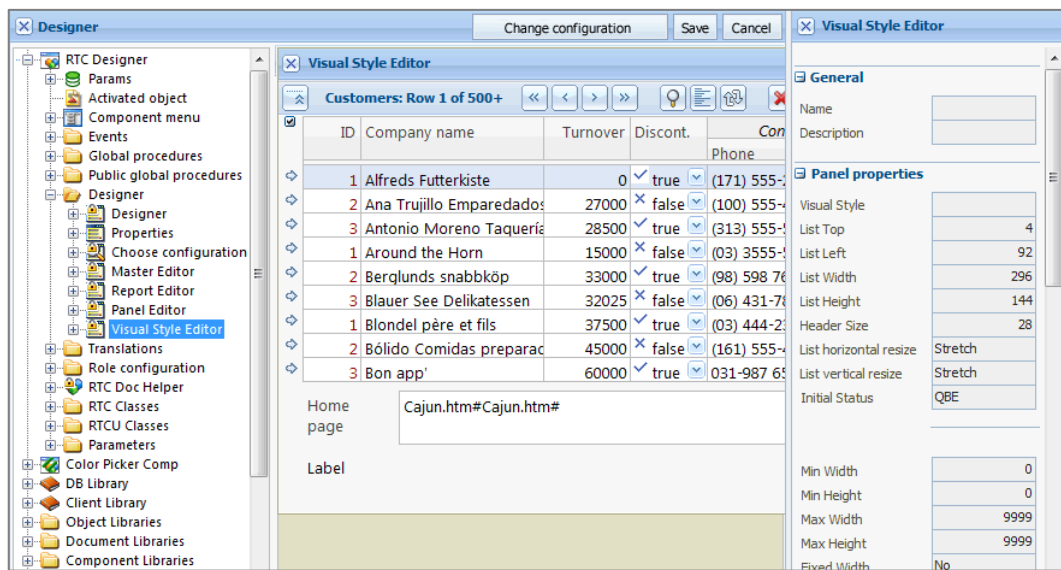 Designer
Change configuration
Save
Cancel
Visual Style Editor
RTC Designer
Params
Activated object
Component menu
Events
Global procedures
Public global procedures
Designer
Designer
Properties
Choose configuration
Master Editor
Report Editor
Panel Editor
Visual Style Editor
Translations
Role configuration
RTC Doc Helper
RTC Classes
RTCU Classes
Parameters
Color Picker Comp
DB Library
Client Library
Object Libraries
Document Libraries
Component Libraries
Visual Style Editor
Customers: Row 1 of 500+
ID Company name Turnover Discont. Con
Phone
1 Alfreds Futterkiste 0 true (171) 555-
2 Ana Trujillo Emparedados 27000 false (100) 555-
3 Antonio Moreno Taquería 28500 true (313) 555-
1 Around the Horn 15000 false (03) 3555-
2 Berglunds snabbköp 33000 true (98) 598 76
3 Blauer See Delikatessen 32025 false (06) 431-78
1 Blondel père et fils 37500 true (03) 444-23
2 Bólido Comidas preparac 45000 false (161) 555-
3 Bon app' 60000 true 031-987 65
Home
page
Cajun.htm#Cajun.htm#
Label
General
Name
Description
Panel properties
Visual Style
List Top 4
List Left 92
List Width 296
List Height 144
Header Size 28
List horizontal resize Stretch
List vertical resize Stretch
Initial Status QBE
Min Width 0
Min Height 0
Max Width 9999
Max Height 9999
Fixed Width No